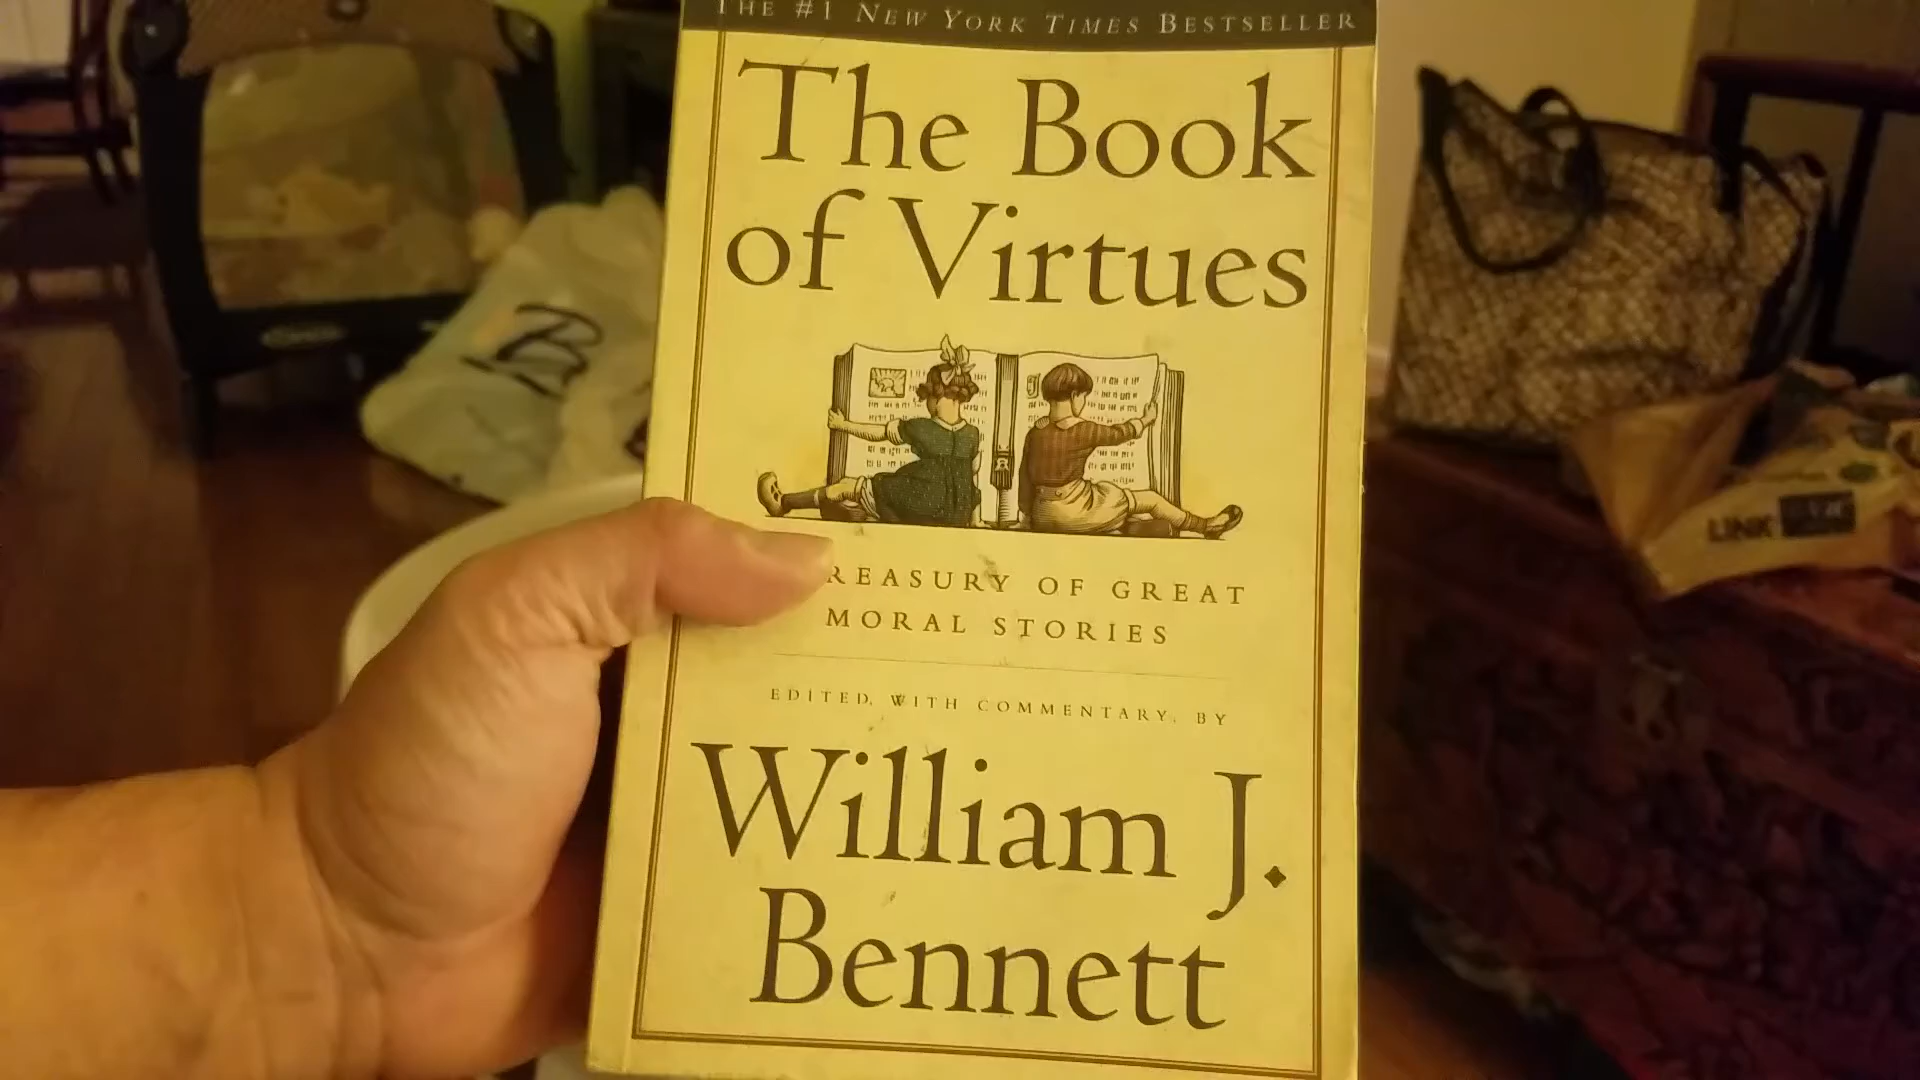 THE #1 NEW YORK TIMES BESTSELLER
The Book
of Virtues
REASURY OF GREAT
MORAL STORIES
EDITED, WITH COMMENTARY, BY
William J.
Bennett
B
LINK